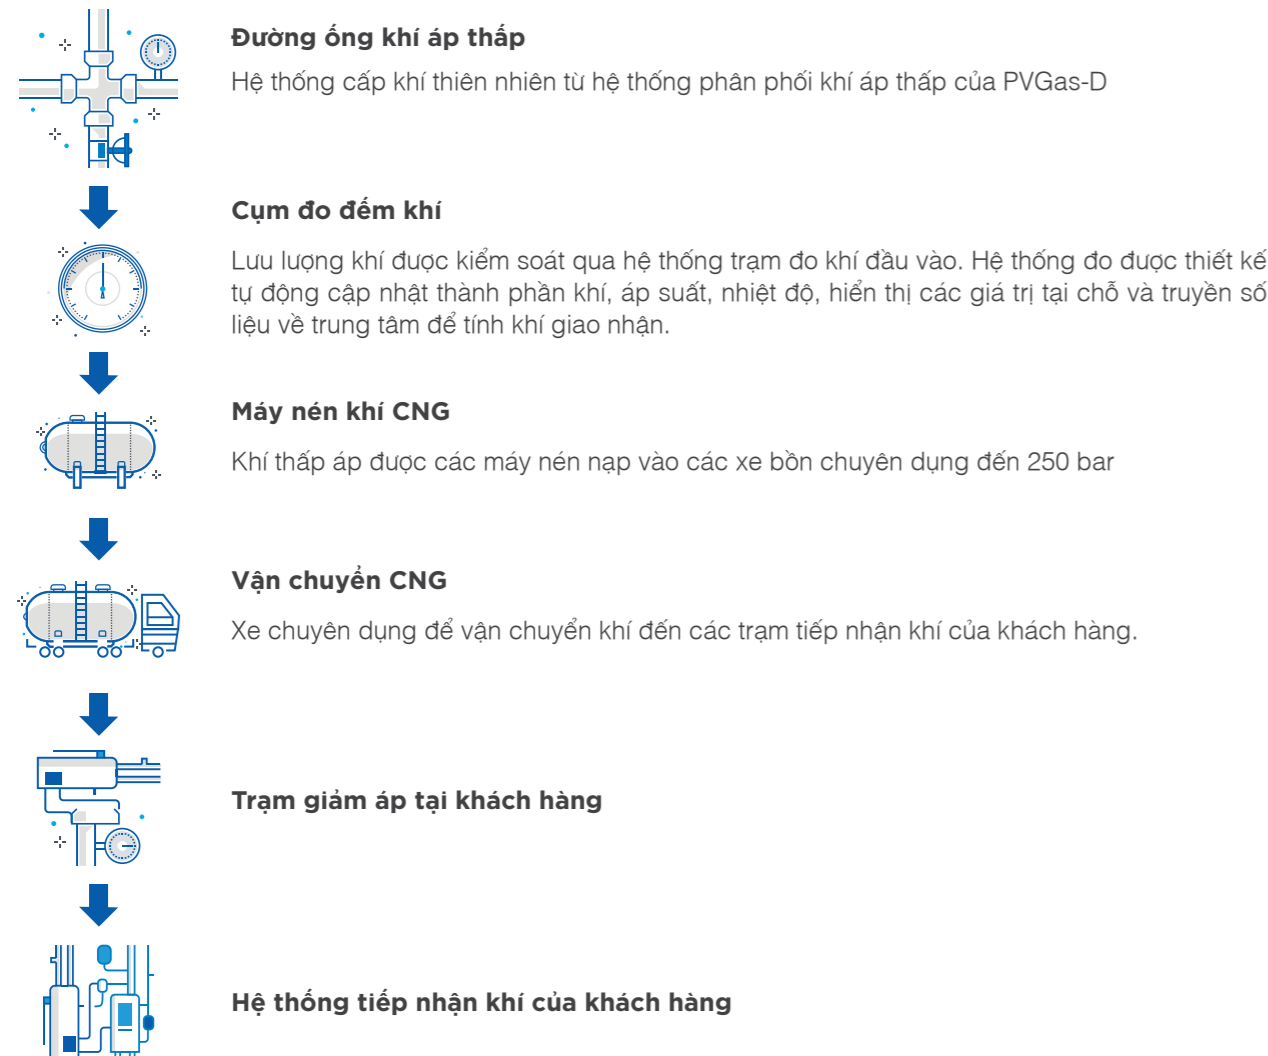 Đường ống khí áp thấp
Hệ thống cấp khí thiên nhiên từ hệ thống phân phối khí áp thấp của PVGas-D
Cụm đo đếm khí
Lưu lượng khí được kiểm soát qua hệ thống trạm đo khí đầu vào. Hệ thống đo được thiết kế
tự động cập nhật thành phần khí, áp suất, nhiệt độ, hiển thị các giá trị tại chỗ và truyền số
liệu về trung tâm để tính khí giao nhận.
Máy nén khí CNG
Khí thấp áp được các máy nén nạp vào các xe bồn chuyên dụng đến 250 bar
Vận chuyển CNG
Xe chuyên dụng để vận chuyển khí đến các trạm tiếp nhận khí của khách hàng.
Trạm giảm áp tại khách hàng
Hệ thống tiếp nhận khí của khách hàng